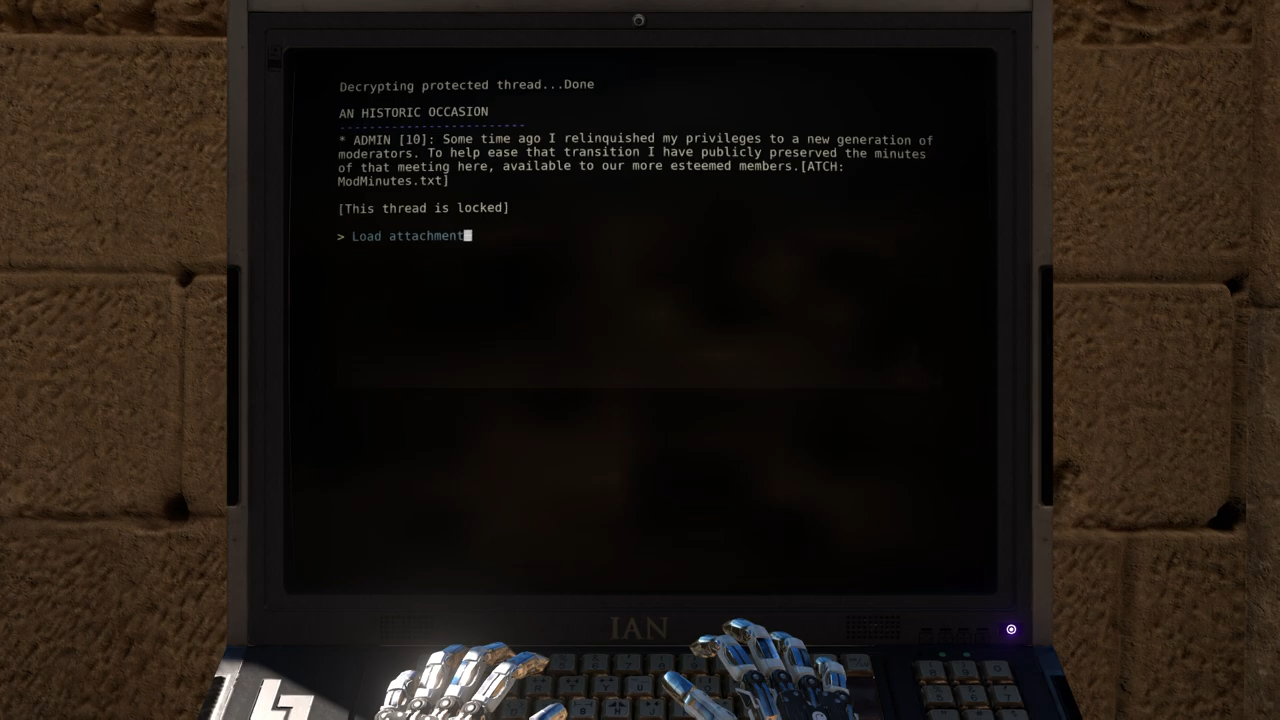 Decrypting protected thread...Done
AN HISTORIC OCCASION
------------------------
* ADMIN [10]: Some time ago I relinquished my privileges to a new generation of
moderators. To help ease that transition I have publicly preserved the minutes
of that meeting here, available to our more esteemed members.[ATCH:
ModMinutes.txt]
[This thread is locked]
> Load attachment
IAN